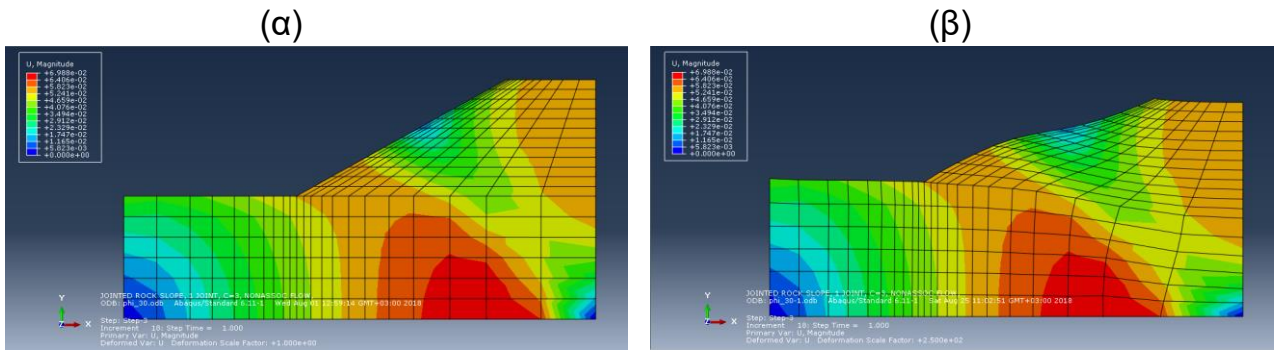 (α)
(β)
U, Magnitude
+6.988e-02
+6.406e-02
+5.823e-02
+5.241e-02
+4.659e-02
+4.076e-02
+3.494e-02
+2.912e-02
+2.329e-02
+1.747e-02
+1.165e-02
+5.823e-03
+0.000e+00
JOINTED ROCK SLOPE, 1 JOINT, C=3, NONASSOC FLOW
ODB: phi_30.odb Abaqus/Standard 6.11-1 Wed Aug 01 12:59:14 GMT+03:00 2018
Step: Step-3
Increment 18: Step Time = 1.000
Primary Var: U, Magnitude
Deformed Var: U Deformation Scale Factor: +1.000e+00
Y
Z X
U, Magnitude
+6.988e-02
+6.406e-02
+5.823e-02
+5.241e-02
+4.659e-02
+4.076e-02
+3.494e-02
+2.912e-02
+2.329e-02
+1.747e-02
+1.165e-02
+5.823e-03
+0.000e+00
JOINTED ROCK SLOPE, 1 JOINT, C=3, NONASSOC FLOW
ODB: phi_30-1.odb Abaqus/Standard 6.11-1 Sat Aug 25 11:02:51 GMT+03:00 2018
Step: Step-3
Increment 18: Step Time = 1.000
Primary Var: U, Magnitude
Deformed Var: U Deformation Scale Factor: +2.500e+02
Y
Z X